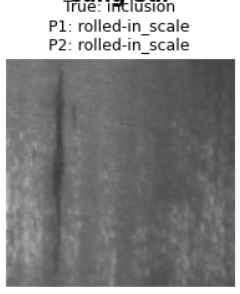 True: inclusion
P1: rolled-in_scale
P2: rolled-in_scale